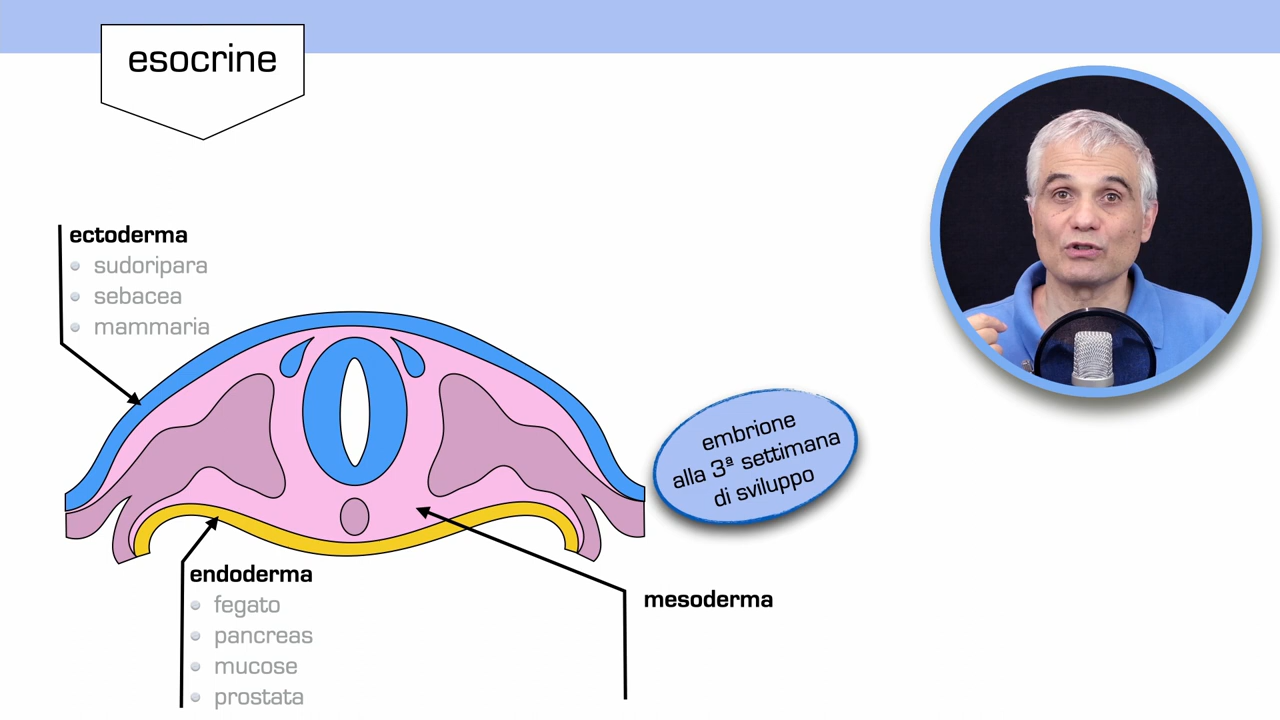 esocrine
ectoderma
sudoripara
sebacea
mammaria
embrione
alla 3ª settimana
di sviluppo
endoderma
fegato
pancreas
mucose
prostata
mesoderma